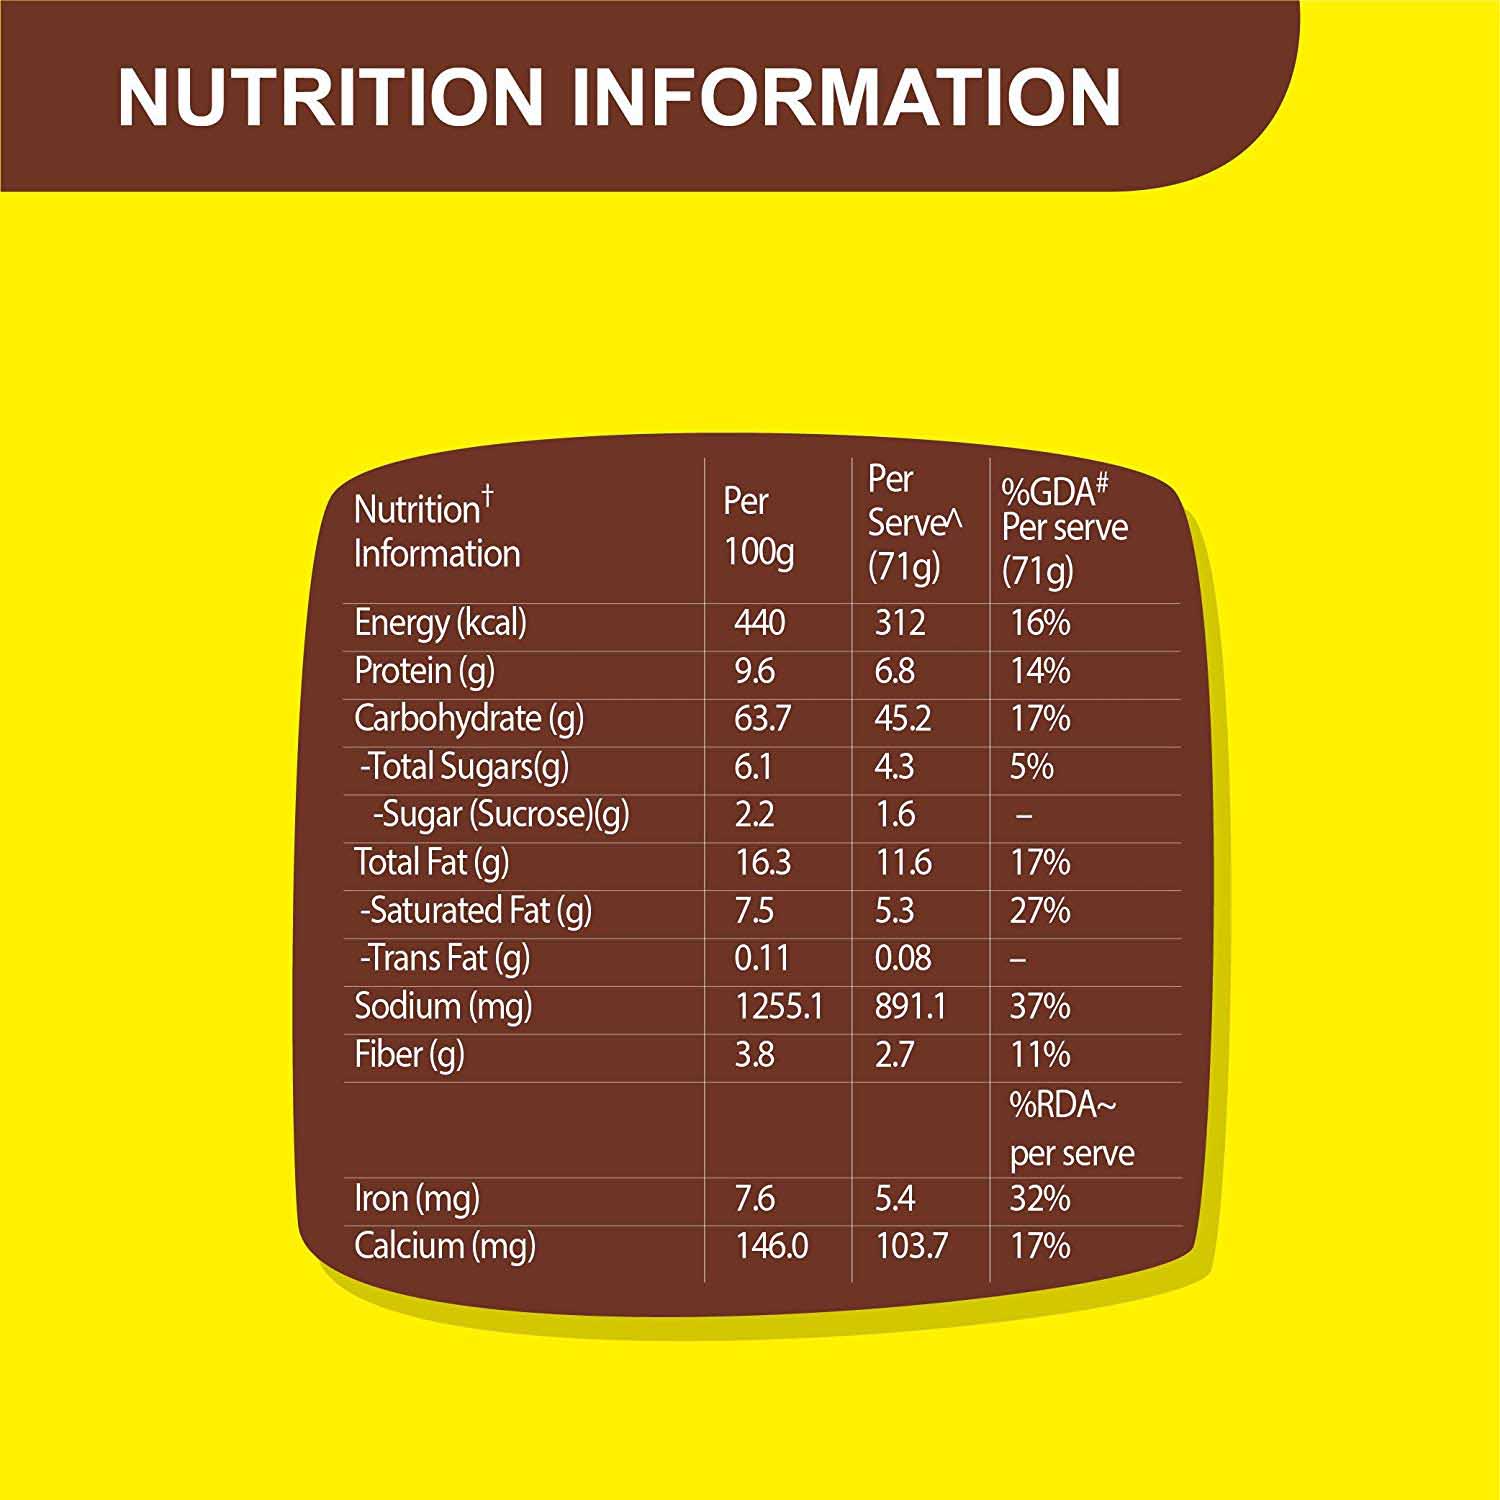 NUTRITION INFORMATION
Nutrition† Information | Per 100g | Per Serve^ (71g) | %GDA# Per serve (71g)
Energy (kcal) 440 312 16%
Protein (g) 9.6 6.8 14%
Carbohydrate (g) 63.7 45.2 17%
-Total Sugars(g) 6.1 4.3 5%
-Sugar (Sucrose)(g) 2.2 1.6 –
Total Fat (g) 16.3 11.6 17%
-Saturated Fat (g) 7.5 5.3 27%
-Trans Fat (g) 0.11 0.08 –
Sodium (mg) 1255.1 891.1 37%
Fiber (g) 3.8 2.7 11%
%RDA~
per serve
Iron (mg) 7.6 5.4 32%
Calcium (mg) 146.0 103.7 17%